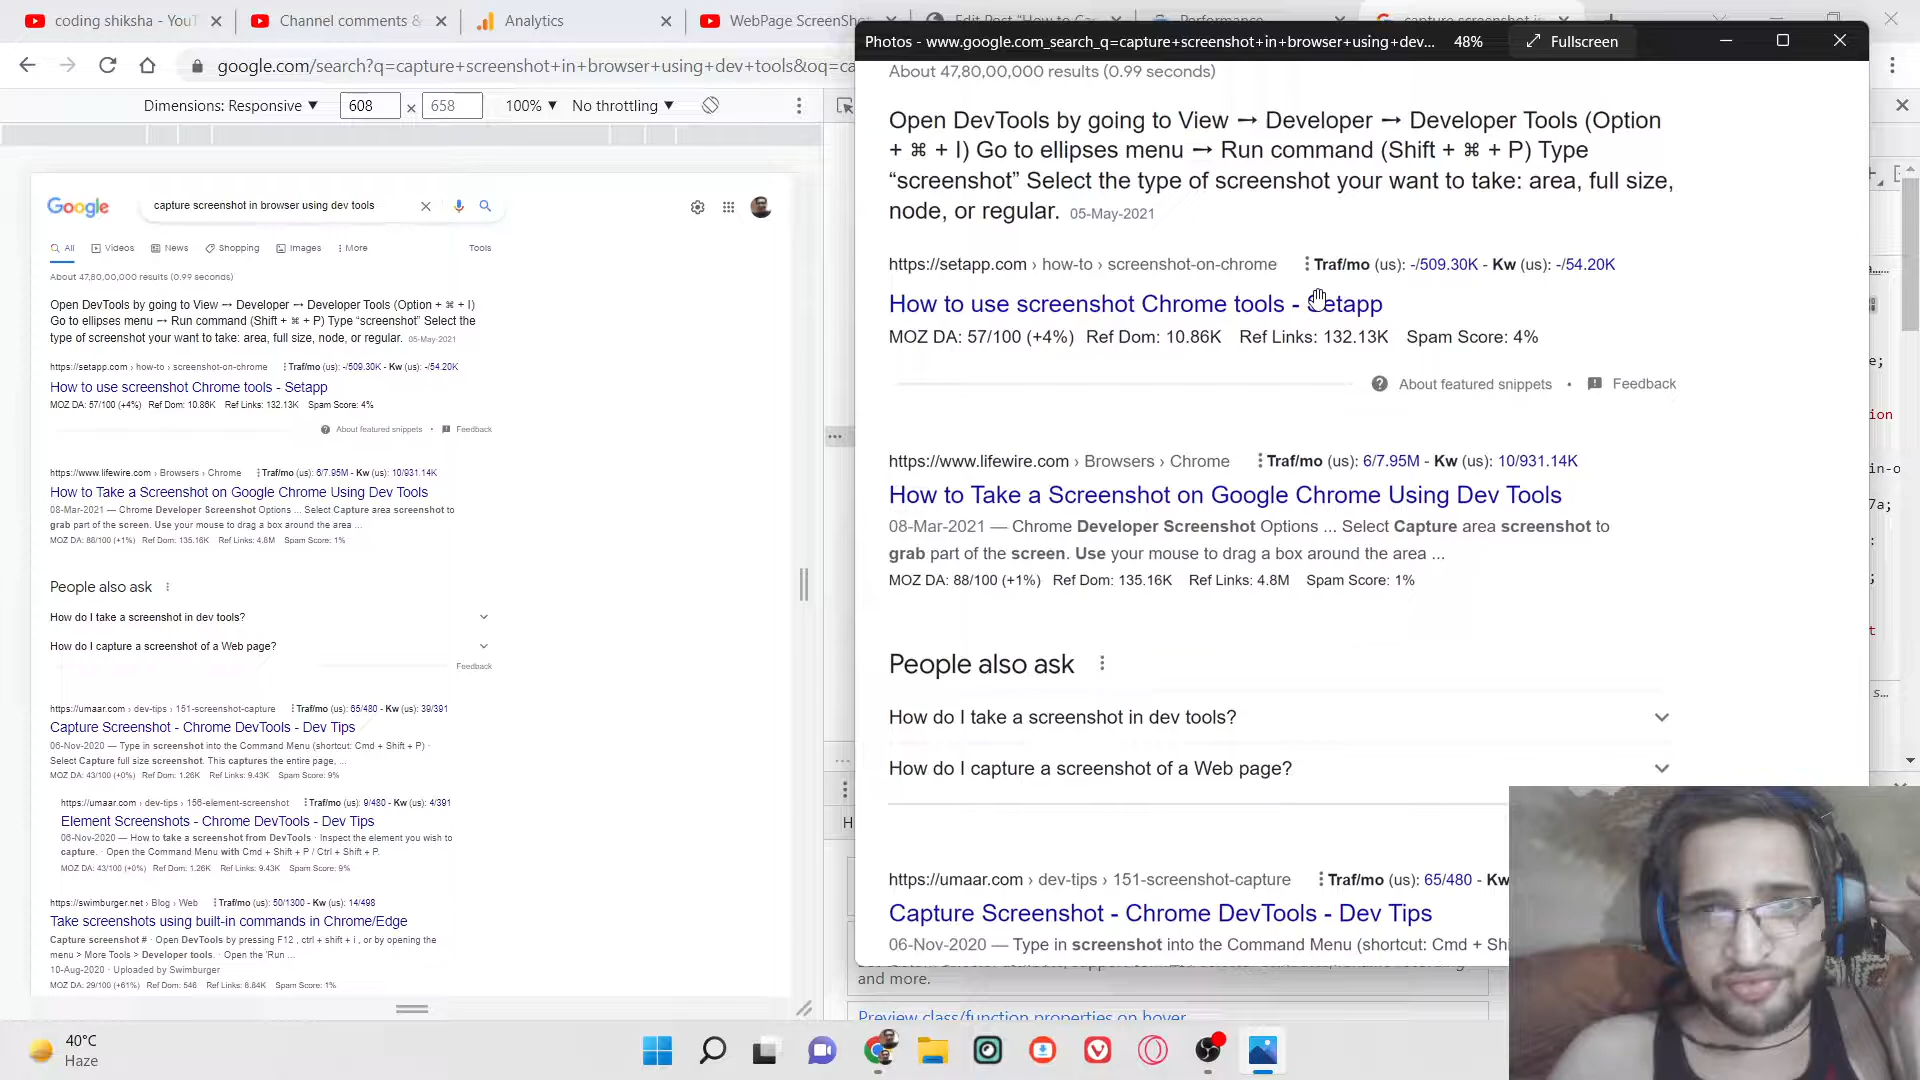 coding shiksha - YouT
Channel comments &
Analytics
WebPage ScreenSho
Edit Post "How to Ca
Performance
capture screenshot in
google.com/search?q=capture+screenshot+in+browser+using+dev+tools&oq=ca
Dimensions: Responsive ▼ 608 × 658 100% ▼ No throttling ▼
Google
capture screenshot in browser using dev tools
All Videos News Shopping Images More Tools
About 47,80,00,000 results (0.99 seconds)
Open DevTools by going to View → Developer → Developer Tools (Option + ⌘ + I)
Go to ellipses menu → Run command (Shift + ⌘ + P) Type “screenshot” Select the
type of screenshot your want to take: area, full size, node, or regular. 05-May-2021
https://setapp.com › how-to › screenshot-on-chrome Traf/mo (us): -/509.30K - Kw (us): -/54.20K
How to use screenshot Chrome tools - Setapp
MOZ DA: 57/100 (+4%) Ref Dom: 10.86K Ref Links: 132.13K Spam Score: 4%
About featured snippets • Feedback
https://www.lifewire.com › Browsers › Chrome Traf/mo (us): 6/7.95M - Kw (us): 10/931.14K
How to Take a Screenshot on Google Chrome Using Dev Tools
08-Mar-2021 — Chrome Developer Screenshot Options ... Select Capture area screenshot to
grab part of the screen. Use your mouse to drag a box around the area ...
MOZ DA: 88/100 (+1%) Ref Dom: 135.16K Ref Links: 4.8M Spam Score: 1%
People also ask
How do I take a screenshot in dev tools?
How do I capture a screenshot of a Web page?
Feedback
https://umaar.com › dev-tips › 151-screenshot-capture Traf/mo (us): 65/480 - Kw (us): 39/391
Capture Screenshot - Chrome DevTools - Dev Tips
06-Nov-2020 — Type in screenshot into the Command Menu (shortcut: Cmd + Shift + P) ·
Select Capture full size screenshot. This captures the entire page, ...
MOZ DA: 43/100 (+0%) Ref Dom: 1.26K Ref Links: 9.43K Spam Score: 9%
https://umaar.com › dev-tips › 156-element-screenshot Traf/mo (us): 9/480 - Kw (us): 4/391
Element Screenshots - Chrome DevTools - Dev Tips
06-Nov-2020 — How to take a screenshot from DevTools · Inspect the element you wish to
capture. · Open the Command Menu with Cmd + Shift + P / Ctrl + Shift + P.
MOZ DA: 43/100 (+0%) Ref Dom: 1.26K Ref Links: 9.43K Spam Score: 9%
https://swimburger.net › Blog › Web Traf/mo (us): 50/1300 - Kw (us): 14/498
Take screenshots using built-in commands in Chrome/Edge
Capture screenshot # · Open DevTools by pressing F12 , ctrl + shift + i , or by opening the
menu > More Tools > Developer tools. · Open the 'Run ...
10-Aug-2020 · Uploaded by Swimburger
MOZ DA: 29/100 (+61%) Ref Dom: 546 Ref Links: 8.64K Spam Score: 1%
Photos - www.google.com_search_q=capture+screenshot+in+browser+using+dev... 48% Fullscreen
About 47,80,00,000 results (0.99 seconds)
Open DevTools by going to View → Developer → Developer Tools (Option
+ ⌘ + I) Go to ellipses menu → Run command (Shift + ⌘ + P) Type
“screenshot” Select the type of screenshot your want to take: area, full size,
node, or regular. 05-May-2021
https://setapp.com › how-to › screenshot-on-chrome Traf/mo (us): -/509.30K - Kw (us): -/54.20K
How to use screenshot Chrome tools - Setapp
MOZ DA: 57/100 (+4%) Ref Dom: 10.86K Ref Links: 132.13K Spam Score: 4%
About featured snippets • Feedback
https://www.lifewire.com › Browsers › Chrome Traf/mo (us): 6/7.95M - Kw (us): 10/931.14K
How to Take a Screenshot on Google Chrome Using Dev Tools
08-Mar-2021 — Chrome Developer Screenshot Options ... Select Capture area screenshot to
grab part of the screen. Use your mouse to drag a box around the area ...
MOZ DA: 88/100 (+1%) Ref Dom: 135.16K Ref Links: 4.8M Spam Score: 1%
People also ask
How do I take a screenshot in dev tools?
How do I capture a screenshot of a Web page?
https://umaar.com › dev-tips › 151-screenshot-capture Traf/mo (us): 65/480 - Kw
Capture Screenshot - Chrome DevTools - Dev Tips
06-Nov-2020 — Type in screenshot into the Command Menu (shortcut: Cmd + Shi
and more.
Preview class/function properties on hover
40°C
Haze